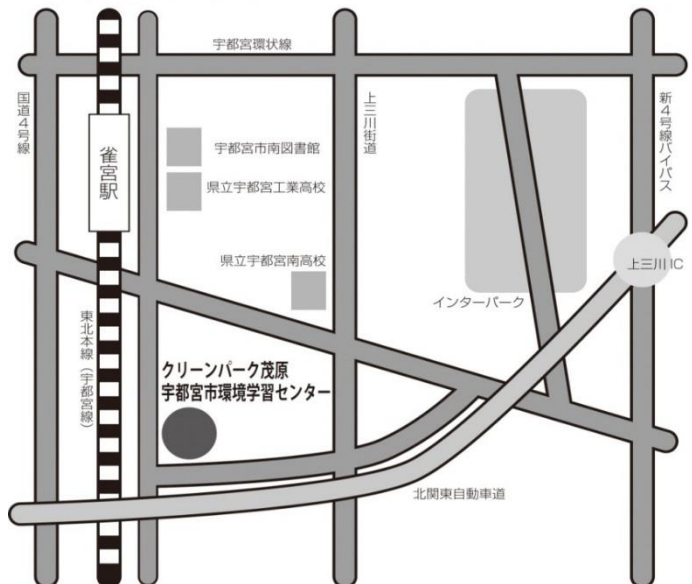 宇都宮環状線
国道4号線
上三川街道
新4号線バイパス
雀宮駅
宇都宮市南図書館
県立宇都宮工業高校
県立宇都宮南高校
上三川IC
インターパーク
東北本線（宇都宮線）
クリーンパーク茂原
宇都宮市環境学習センター
北関東自動車道